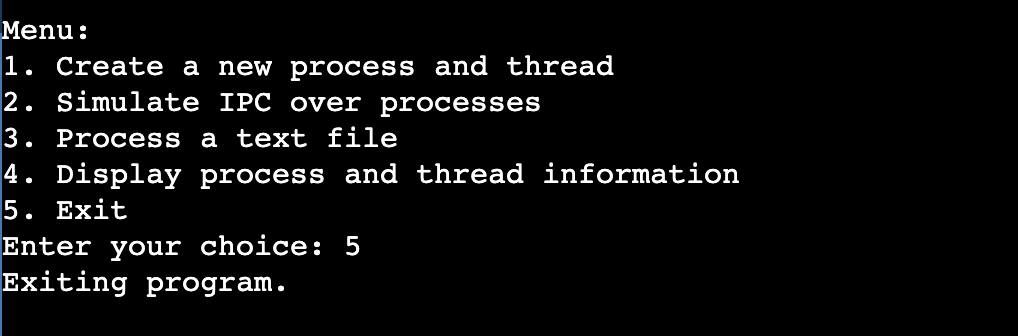 Menu:
1. Create a new process and thread
2. Simulate IPC over processes
3. Process a text file
4. Display process and thread information
5. Exit
Enter your choice: 5
Exiting program.